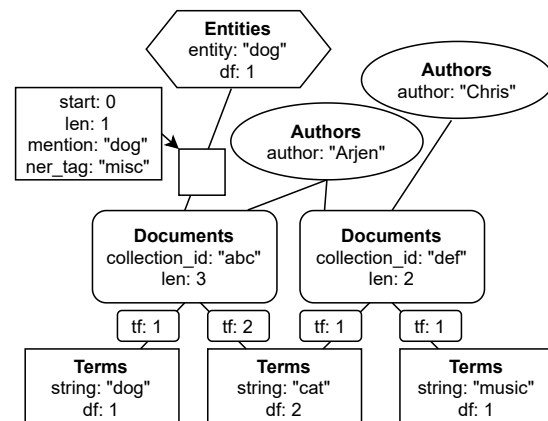 Entities
entity: "dog"
df: 1
Authors
author: "Chris"
start: 0
len: 1
mention: "dog"
ner_tag: "misc"
Authors
author: "Arjen"
Documents
collection_id: "abc"
len: 3
Documents
collection_id: "def"
len: 2
tf: 1
tf: 2
tf: 1
tf: 1
Terms
string: "dog"
df: 1
Terms
string: "cat"
df: 2
Terms
string: "music"
df: 1